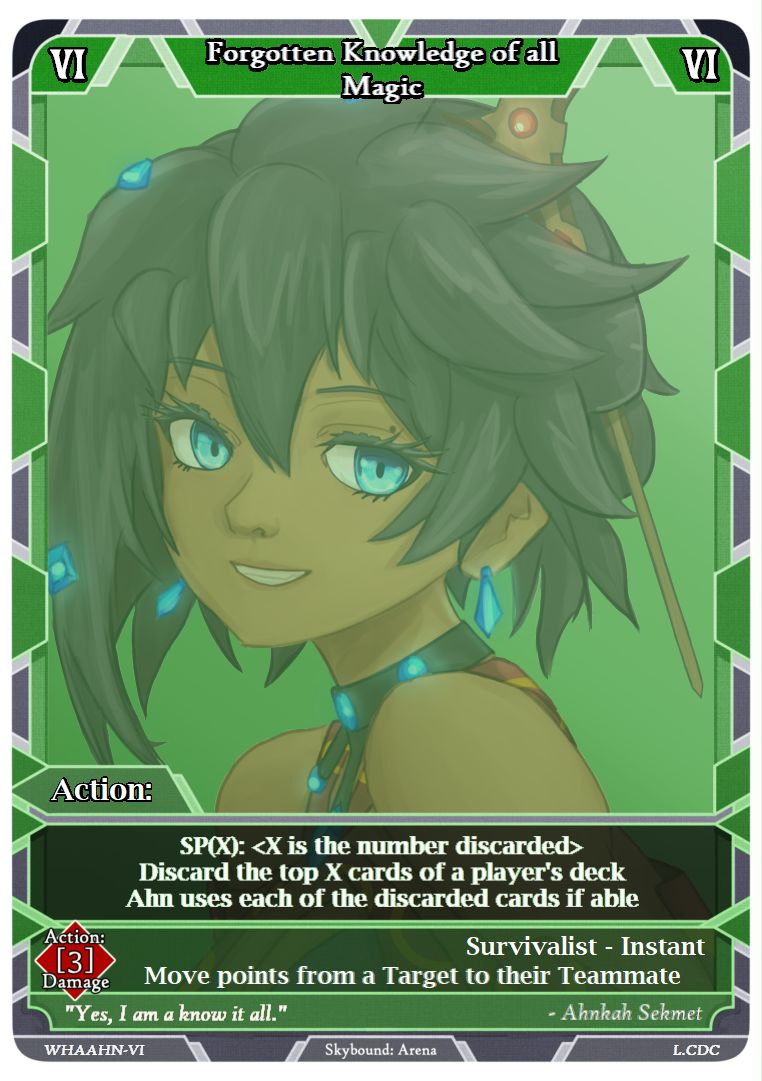 VI
Forgotten Knowledge of all
Magic
VI
Action:
SP(X): <X is the number discarded>
Discard the top X cards of a player's deck
Ahn uses each of the discarded cards if able
Action:
[3]
Damage
Survivalist - Instant
Move points from a Target to their Teammate
"Yes, I am a know it all."
- Ahnkah Sekmet
WHAAHN-VI
Skybound: Arena
L.CDC